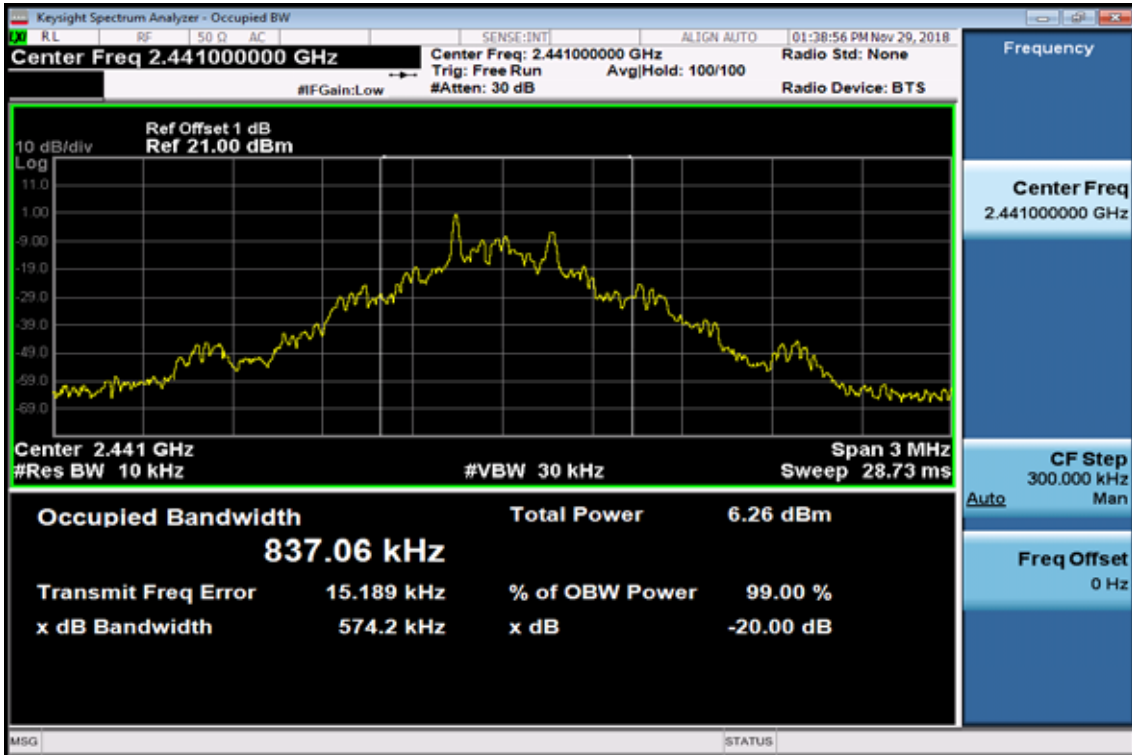 Keysight Spectrum Analyzer - Occupied BW
LXI RL RF 50 Ω AC SENSE:INT ALIGN AUTO 01:38:56 PM Nov 29, 2018
Center Freq 2.441000000 GHz
Center Freq: 2.441000000 GHz
Radio Std: None
Trig: Free Run Avg|Hold: 100/100
#IFGain:Low
#Atten: 30 dB
Radio Device: BTS
Frequency
Ref Offset 1 dB
10 dB/div Ref 21.00 dBm
Log
11.0
1.00
-9.00
-19.0
-29.0
-39.0
-49.0
-59.0
-69.0
Center 2.441 GHz Span 3 MHz
#Res BW 10 kHz #VBW 30 kHz Sweep 28.73 ms
Occupied Bandwidth Total Power 6.26 dBm
837.06 kHz
Transmit Freq Error 15.189 kHz % of OBW Power 99.00 %
x dB Bandwidth 574.2 kHz x dB -20.00 dB
Center Freq
2.441000000 GHz
CF Step
300.000 kHz
Auto Man
Freq Offset
0 Hz
MSG STATUS